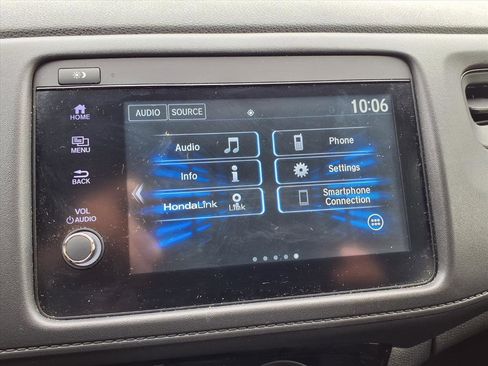 AUDIO SOURCE 10:06
HOME
MENU
BACK
VOL
AUDIO
Audio
Phone
Info
Settings
HondaLink Link
Smartphone
Connection